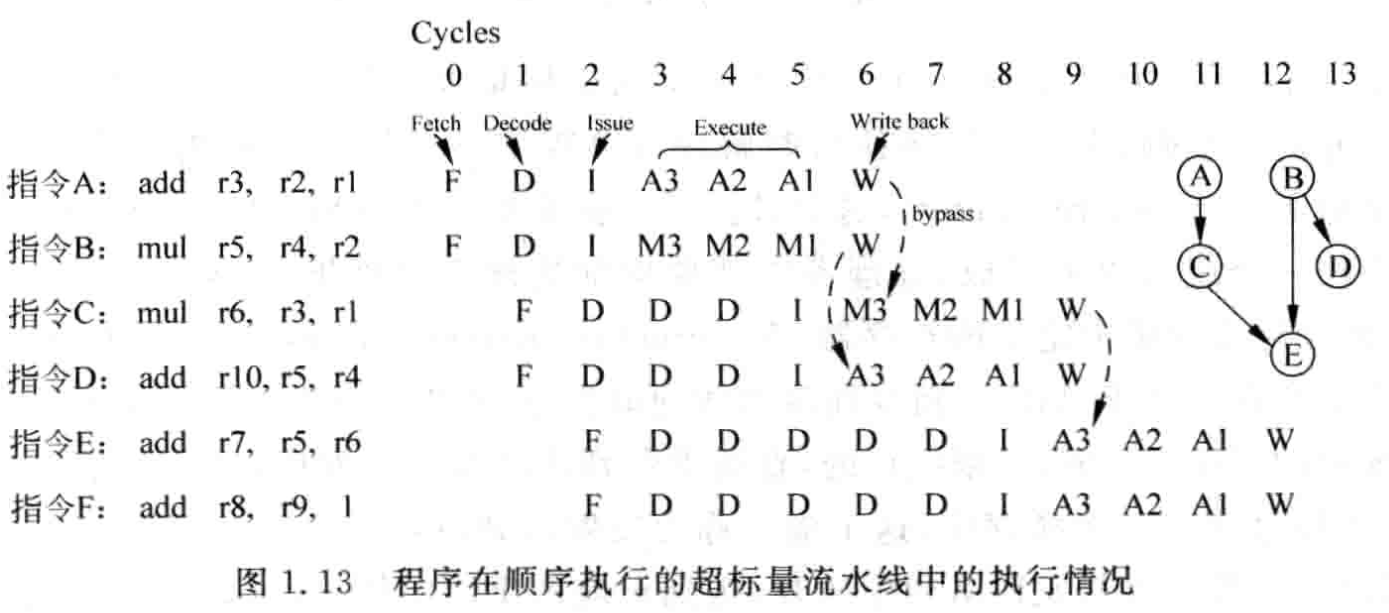 Cycles
0 1 2 3 4 5 6 7 8 9 10 11 12 13
Fetch Decode Issue Execute Write back
指令A: add r3, r2, r1 F D I A3 A2 A1 W
bypass
指令B: mul r5, r4, r2 F D I M3 M2 M1 W
指令C: mul r6, r3, r1 F D D D I M3 M2 M1 W
指令D: add r10, r5, r4 F D D D I A3 A2 A1 W
指令E: add r7, r5, r6 F D D D D D I A3 A2 A1 W
指令F: add r8, r9, 1 F D D D D D I A3 A2 A1 W
A B
C D
E
图 1.13 程序在顺序执行的超标量流水线中的执行情况